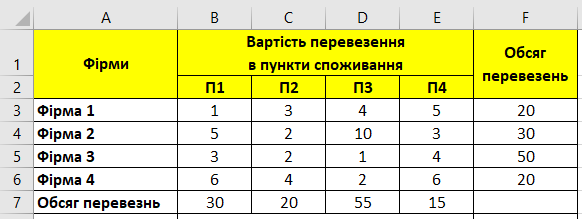 A B C D E F
1 Фірми Вартість перевезення Обсяг
в пункти споживання перевезень
2 П1 П2 П3 П4
3 Фірма 1 1 3 4 5 20
4 Фірма 2 5 2 10 3 30
5 Фірма 3 3 2 1 4 50
6 Фірма 4 6 4 2 6 20
7 Обсяг перевезнь 30 20 55 15